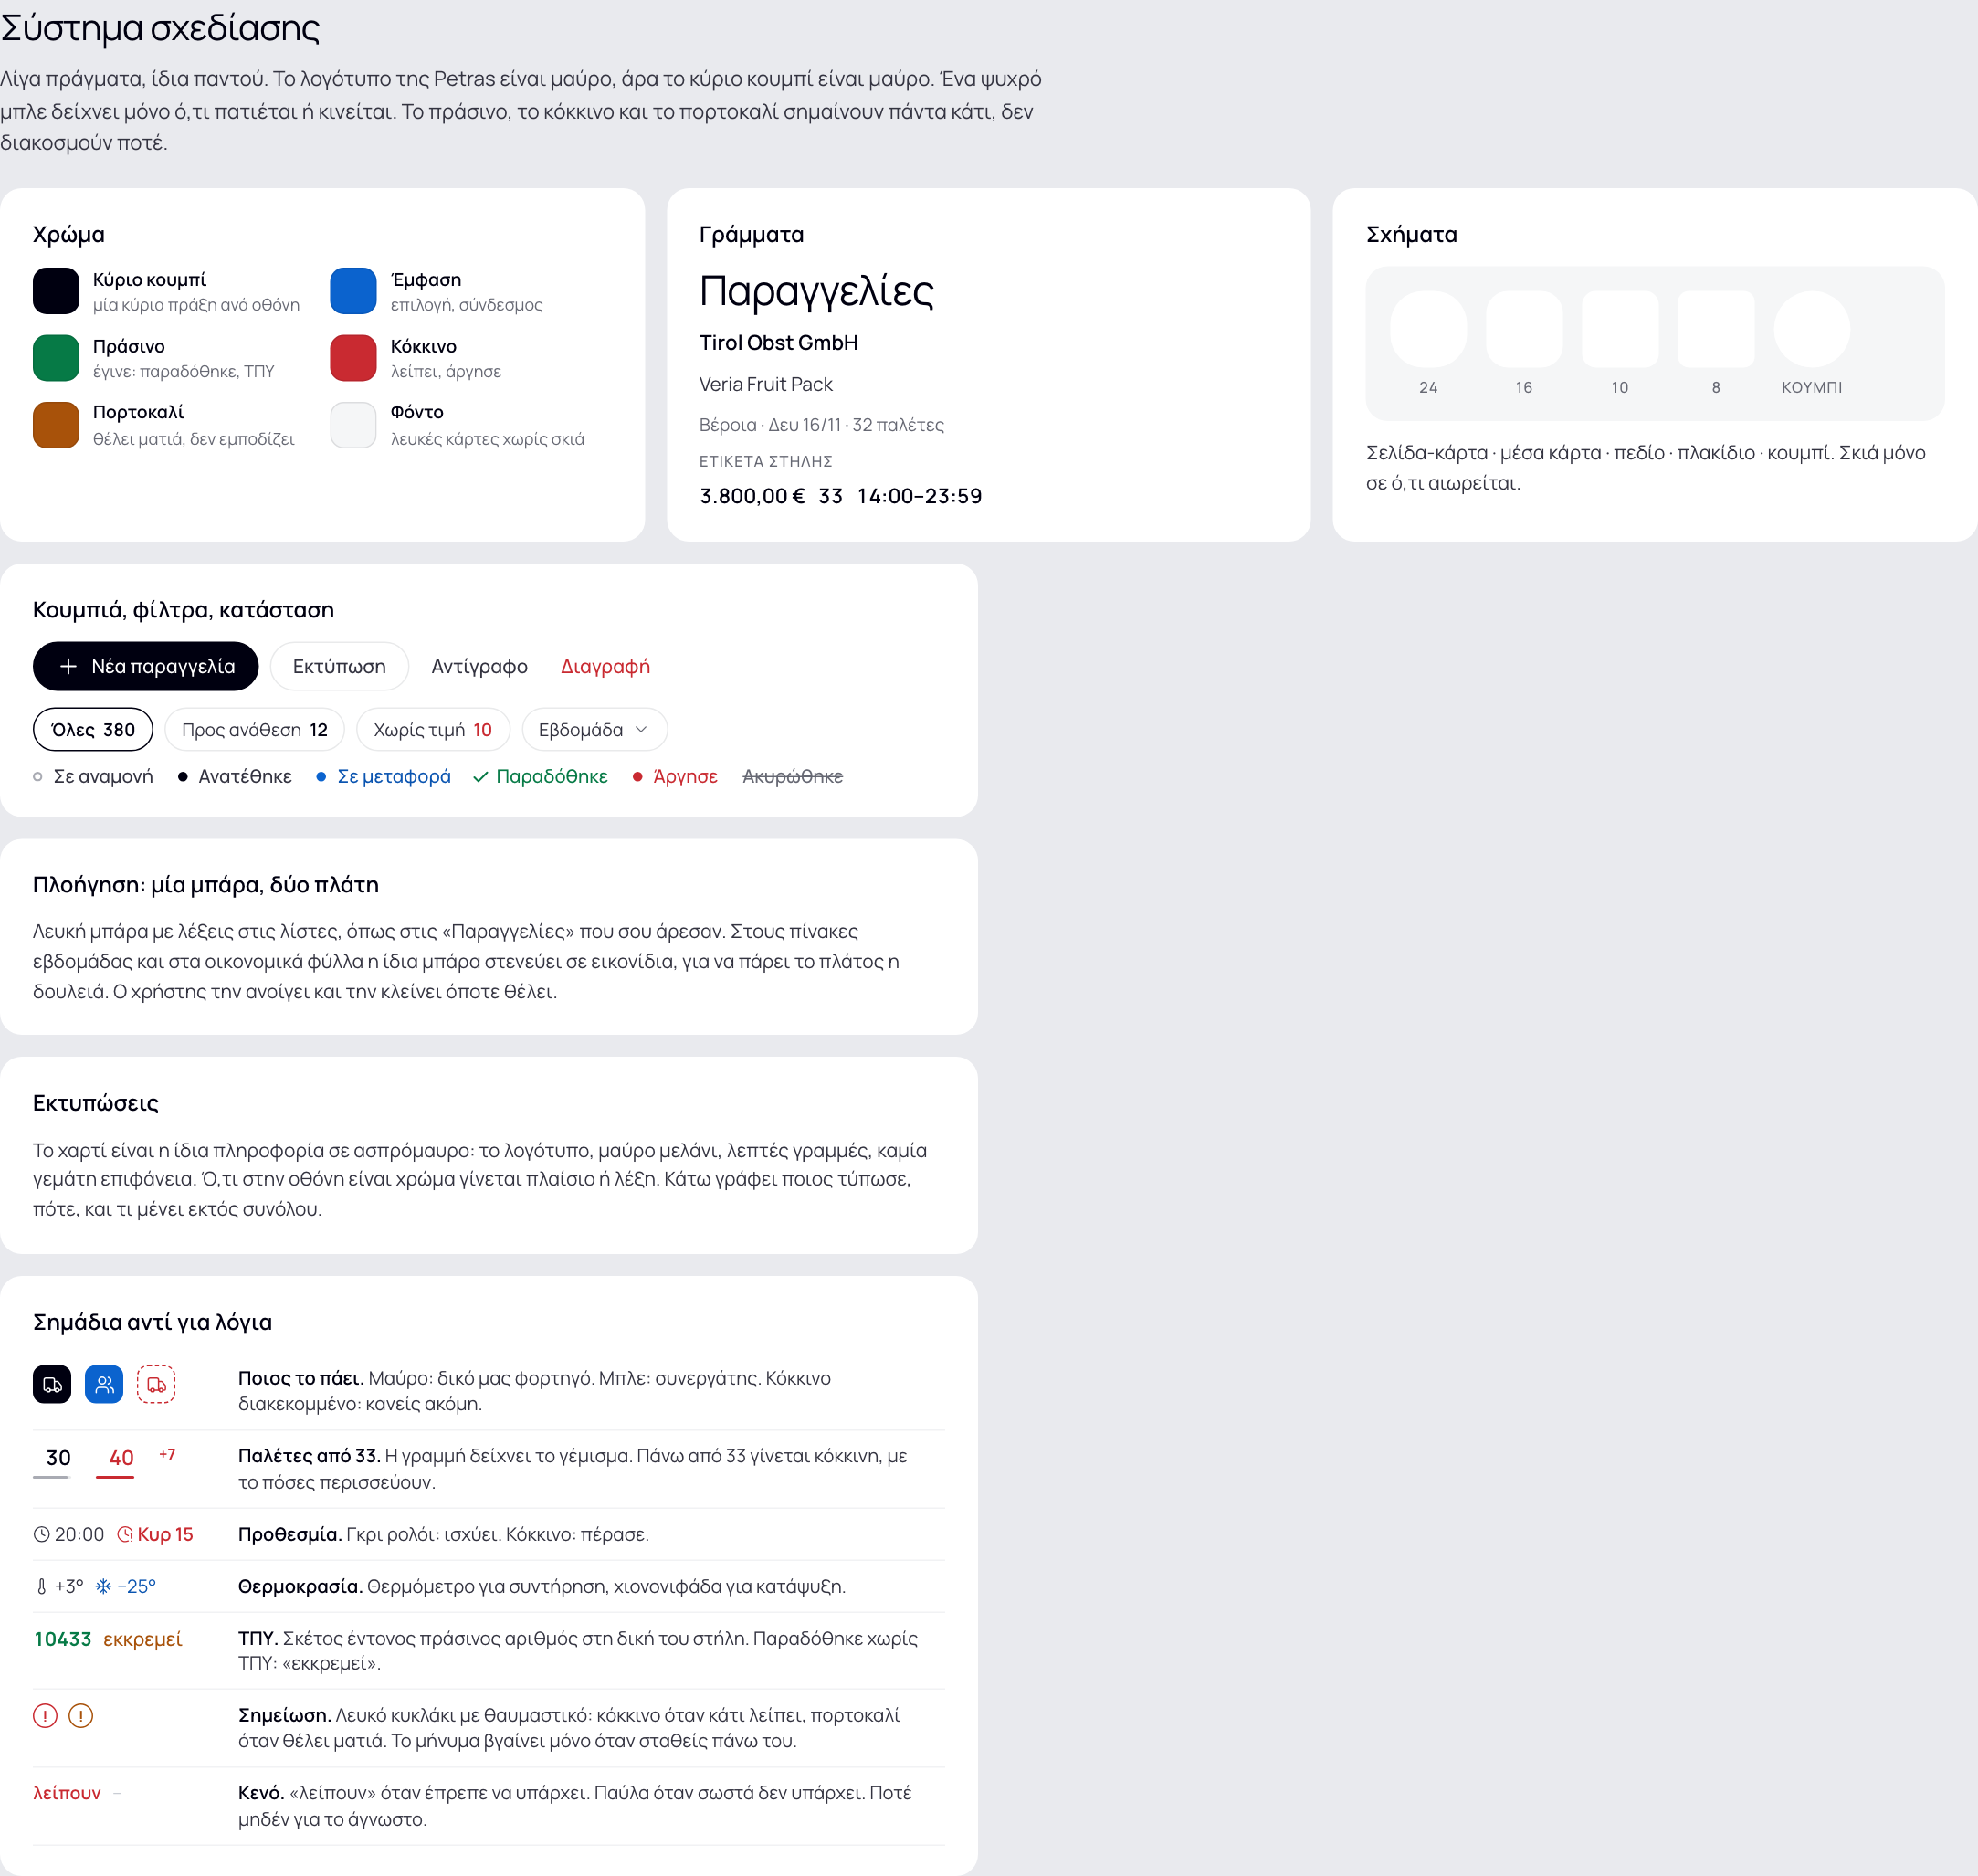 Σύστημα σχεδίασης
Λίγα πράγματα, ίδια παντού. Το λογότυπο της Petras είναι μαύρο, άρα το κύριο κουμπί είναι μαύρο. Ένα ψυχρό
μπλε δείχνει μόνο ό,τι πατιέται ή κινείται. Το πράσινο, το κόκκινο και το πορτοκαλί σημαίνουν πάντα κάτι, δεν
διακοσμούν ποτέ.
Χρώμα
Κύριο κουμπί
μία κύρια πράξη ανά οθόνη
Έμφαση
επιλογή, σύνδεσμος
Πράσινο
έγινε: παραδόθηκε, ΤΠΥ
Κόκκινο
λείπει, άργησε
Πορτοκαλί
θέλει ματιά, δεν εμποδίζει
Φόντο
λευκές κάρτες χωρίς σκιά
Γράμματα
Παραγγελίες
Tirol Obst GmbH
Veria Fruit Pack
Βέροια · Δευ 16/11 · 32 παλέτες
ΕΤΙΚΕΤΑ ΣΤΗΛΗΣ
3.800,00 € 33 14:00–23:59
Σχήματα
24 16 10 8 ΚΟΥΜΠΙ
Σελίδα-κάρτα · μέσα κάρτα · πεδίο · πλακίδιο · κουμπί. Σκιά μόνο
σε ό,τι αιωρείται.
Κουμπιά, φίλτρα, κατάσταση
+ Νέα παραγγελία Εκτύπωση Αντίγραφο Διαγραφή
Όλες 380 Προς ανάθεση 12 Χωρίς τιμή 10 Εβδομάδα
Σε αναμονή Ανατέθηκε Σε μεταφορά Παραδόθηκε Άργησε Ακυρώθηκε
Πλοήγηση: μία μπάρα, δύο πλάτη
Λευκή μπάρα με λέξεις στις λίστες, όπως στις «Παραγγελίες» που σου άρεσαν. Στους πίνακες
εβδομάδας και στα οικονομικά φύλλα η ίδια μπάρα στενεύει σε εικονίδια, για να πάρει το πλάτος η
δουλειά. Ο χρήστης την ανοίγει και την κλείνει όποτε θέλει.
Εκτυπώσεις
Το χαρτί είναι η ίδια πληροφορία σε ασπρόμαυρο: το λογότυπο, μαύρο μελάνι, λεπτές γραμμές, καμία
γεμάτη επιφάνεια. Ό,τι στην οθόνη είναι χρώμα γίνεται πλαίσιο ή λέξη. Κάτω γράφει ποιος τύπωσε,
πότε, και τι μένει εκτός συνόλου.
Σημάδια αντί για λόγια
Ποιος το πάει. Μαύρο: δικό μας φορτηγό. Μπλε: συνεργάτης. Κόκκινο
διακεκομμένο: κανείς ακόμη.
30 40 +7
Παλέτες από 33. Η γραμμή δείχνει το γέμισμα. Πάνω από 33 γίνεται κόκκινη, με
το πόσες περισσεύουν.
20:00 Κυρ 15
Προθεσμία. Γκρι ρολόι: ισχύει. Κόκκινο: πέρασε.
+3° −25°
Θερμοκρασία. Θερμόμετρο για συντήρηση, χιονονιφάδα για κατάψυξη.
10433 εκκρεμεί
ΤΠΥ. Σκέτος έντονος πράσινος αριθμός στη δική του στήλη. Παραδόθηκε χωρίς
ΤΠΥ: «εκκρεμεί».
! !
Σημείωση. Λευκό κυκλάκι με θαυμαστικό: κόκκινο όταν κάτι λείπει, πορτοκαλί
όταν θέλει ματιά. Το μήνυμα βγαίνει μόνο όταν σταθείς πάνω του.
λείπουν –
Κενό. «λείπουν» όταν έπρεπε να υπάρχει. Παύλα όταν σωστά δεν υπάρχει. Ποτέ
μηδέν για το άγνωστο.